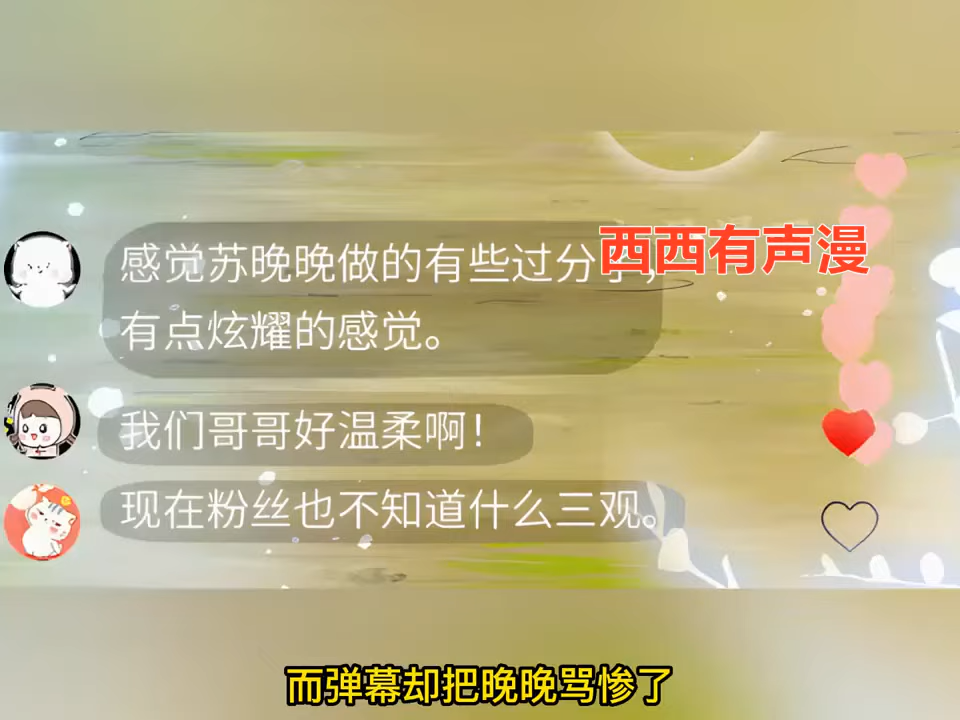 感觉苏晚晚做的有些过分了，
西西有声漫
有点炫耀的感觉。
我们哥哥好温柔啊！
现在粉丝也不知道什么三观。
而弹幕却把晚晚骂惨了